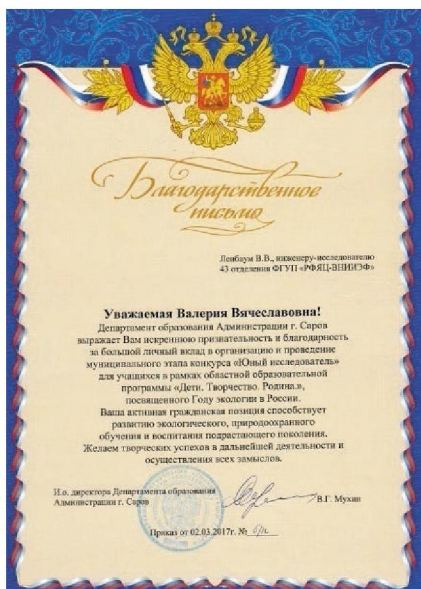 Благодарственное
письмо
Ленбаум В.В., инженеру-исследователю
43 отделения ФГУП «РФЯЦ-ВНИИЭФ»
Уважаемая Валерия Вячеславовна!
Департамент образования Администрации г. Саров
выражает Вам искреннюю признательность и благодарность
за большой личный вклад в организацию и проведение
муниципального этапа конкурса «Юный исследователь»
для учащихся в рамках областной образовательной
программы «Дети. Творчество. Родина.»,
посвященного Году экологии в России.
Ваша активная гражданская позиция способствует
развитию экологического, природоохранного
обучения и воспитания подрастающего поколения.
Желаем творческих успехов в дальнейшей деятельности и
осуществления всех замыслов.
И.о. директора Департамента образования
Администрации г. Саров
В.Г. Мухин
Приказ от 02.03.2017г. №